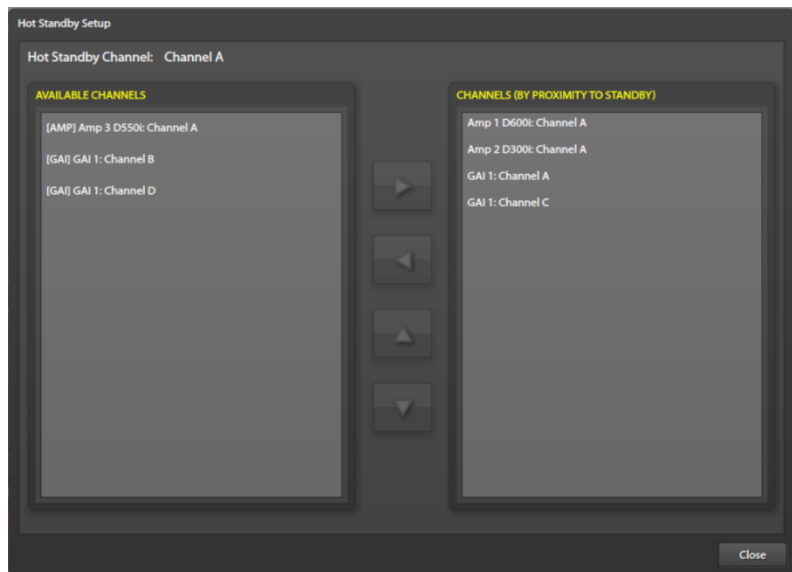 Hot Standby Setup
Hot Standby Channel: Channel A
AVAILABLE CHANNELS
[AMP] Amp 3 D550i: Channel A
[GAI] GAI 1: Channel B
[GAI] GAI 1: Channel D
CHANNELS (BY PROXIMITY TO STANDBY)
Amp 1 D600i: Channel A
Amp 2 D300i: Channel A
GAI 1: Channel A
GAI 1: Channel C
Close